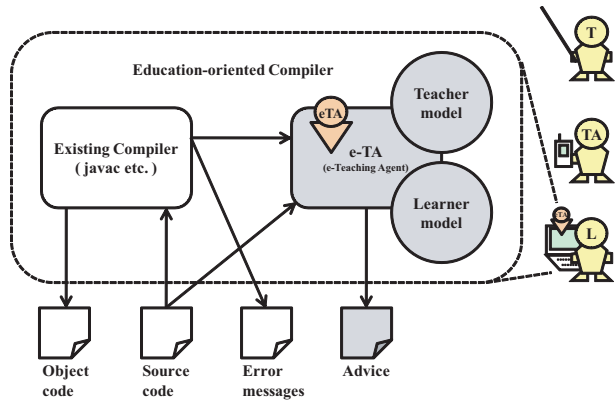 Education-oriented Compiler
Existing Compiler
( javac etc. )
eTA
e-TA
(e-Teaching Agent)
Teacher
model
Learner
model
T
TA
eTA
L
Object
code
Source
code
Error
messages
Advice